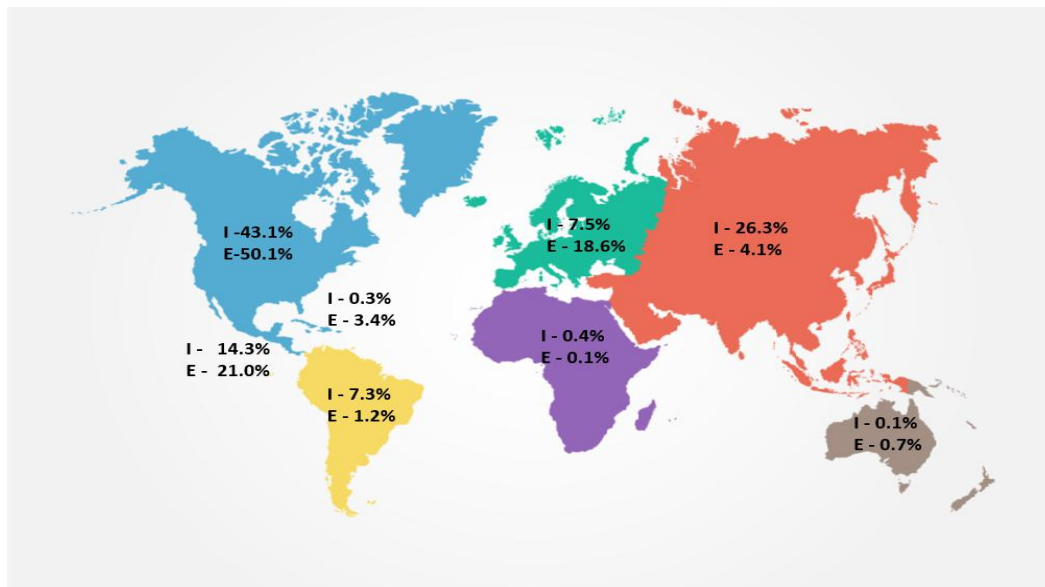 I -43.1%
E-50.1%
I - 7.5%
E - 18.6%
I - 26.3%
E - 4.1%
I - 0.3%
E - 3.4%
I - 14.3%
E - 21.0%
I - 0.4%
E - 0.1%
I - 7.3%
E - 1.2%
I - 0.1%
E - 0.7%